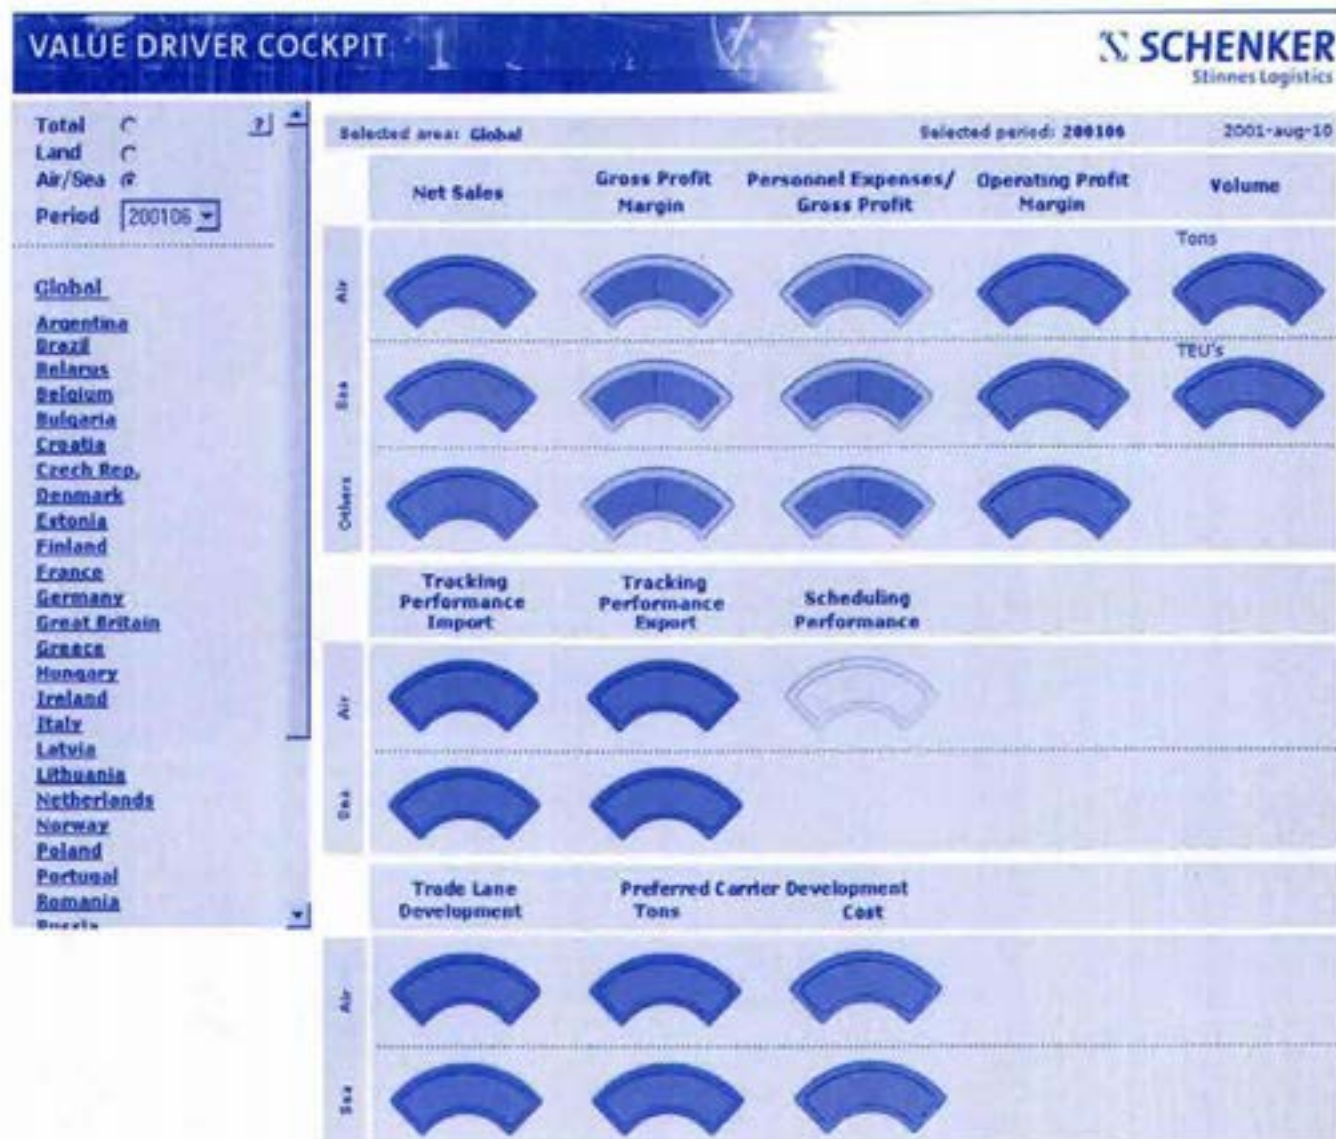 VALUE DRIVER COCKPIT
SCHENKER
Stinnes Logistics
Total
Land
Air/Sea
Period 200106
?
Global
Argentina
Brazil
Belarus
Belgium
Bulgaria
Croatia
Czech Rep.
Denmark
Estonia
Finland
France
Germany
Great Britain
Greece
Hungary
Ireland
Italy
Latvia
Lithuania
Netherlands
Norway
Poland
Portugal
Romania
Russia
Selected area: Global Selected period: 200106 2001-aug-10
Net Sales
Gross Profit
Margin
Personnel Expenses/
Gross Profit
Operating Profit
Margin
Volume
Air
Tons
Sea
TEU's
Others
Tracking
Performance
Import
Tracking
Performance
Export
Scheduling
Performance
Air
Sea
Trade Lane
Development
Preferred Carrier Development
Tons Cost
Air
Sea